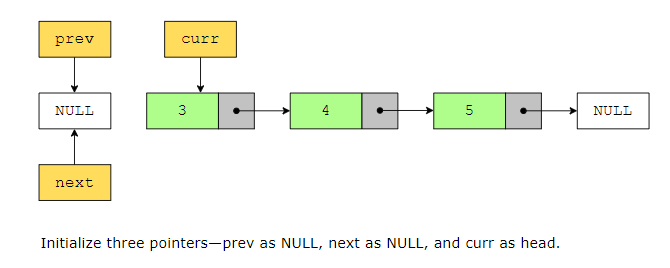 prev curr
NULL 3 4 5 NULL
next
Initialize three pointers—prev as NULL, next as NULL, and curr as head.